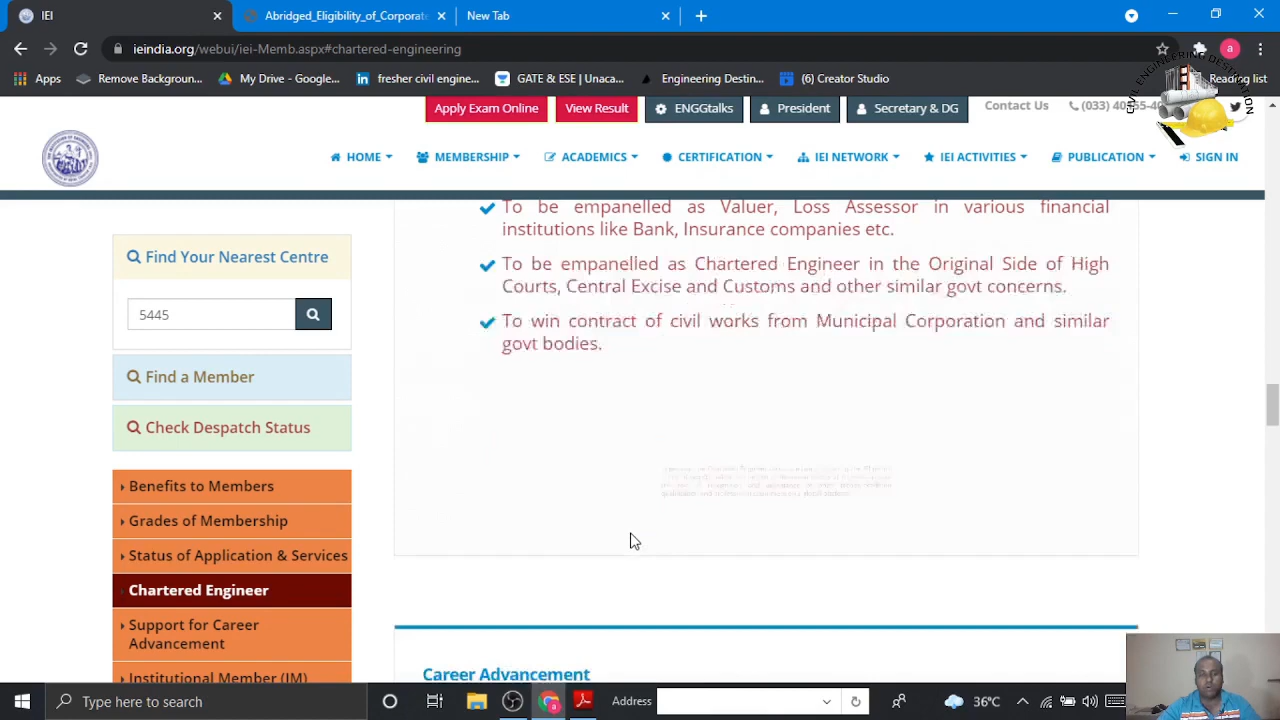 IEI
Abridged_Eligibility_of_Corporat
New Tab
ieindia.org/webui/iei-Memb.aspx#chartered-engineering
Apps
Remove Background...
My Drive - Google...
fresher civil engine...
GATE & ESE | Unaca...
Engineering Destin...
(6) Creator Studio
Reading list
CIVIL ENGINEERING DESTINATION
Apply Exam Online
View Result
ENGGtalks
President
Secretary & DG
Contact Us
HOME
MEMBERSHIP
ACADEMICS
CERTIFICATION
IEI NETWORK
IEI ACTIVITIES
PUBLICATION
SIGN IN
Find Your Nearest Centre
5445
Find a Member
Check Despatch Status
Benefits to Members
Grades of Membership
Status of Application & Services
Chartered Engineer
Support for Career
Advancement
Institutional Member (IM)
To be empanelled as Valuer, Loss Assessor in various financial
institutions like Bank, Insurance companies etc.
To be empanelled as Chartered Engineer in the Original Side of High
Courts, Central Excise and Customs and other similar govt concerns.
To win contract of civil works from Municipal Corporation and similar
govt bodies.
Career Advancement
Type here to search
Address
36°C